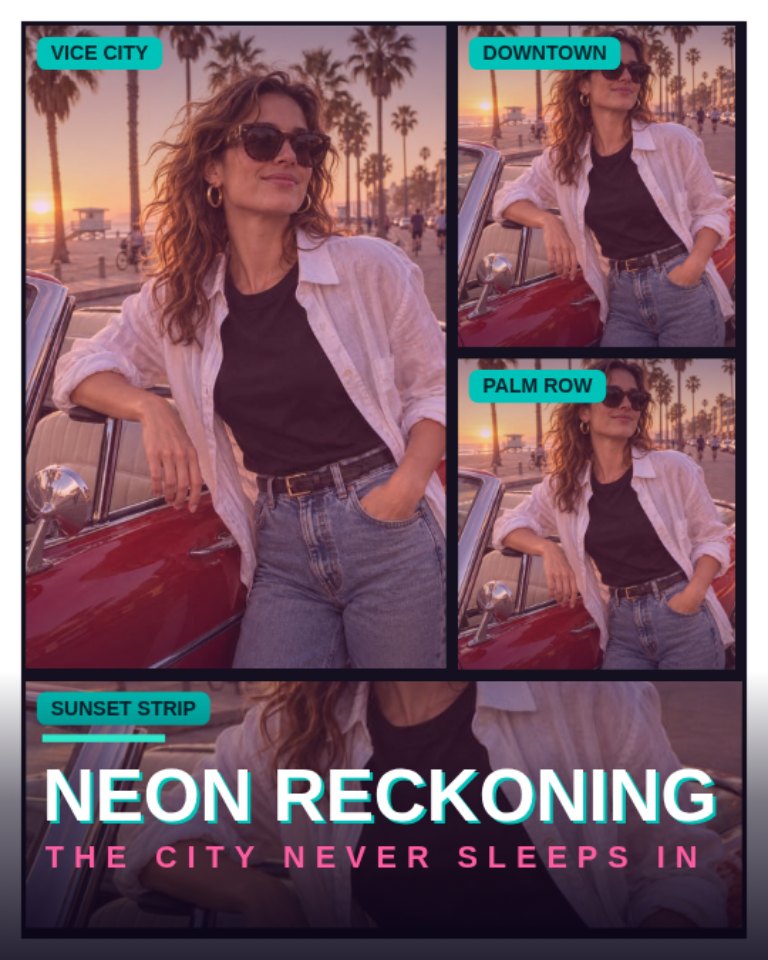 VICE CITY
DOWNTOWN
PALM ROW
SUNSET STRIP
NEON RECKONING
THE CITY NEVER SLEEPS IN